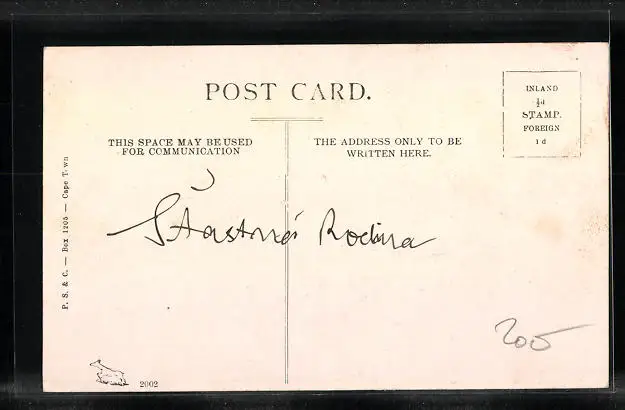 POST CARD.
INLAND
½d
STAMP.
FOREIGN
1d
THIS SPACE MAY BE USED
FOR COMMUNICATION
THE ADDRESS ONLY TO BE
WRITTEN HERE.
P. S. & C. — Box 1205 — Cape Town
Šťastná Rodina
200
2002